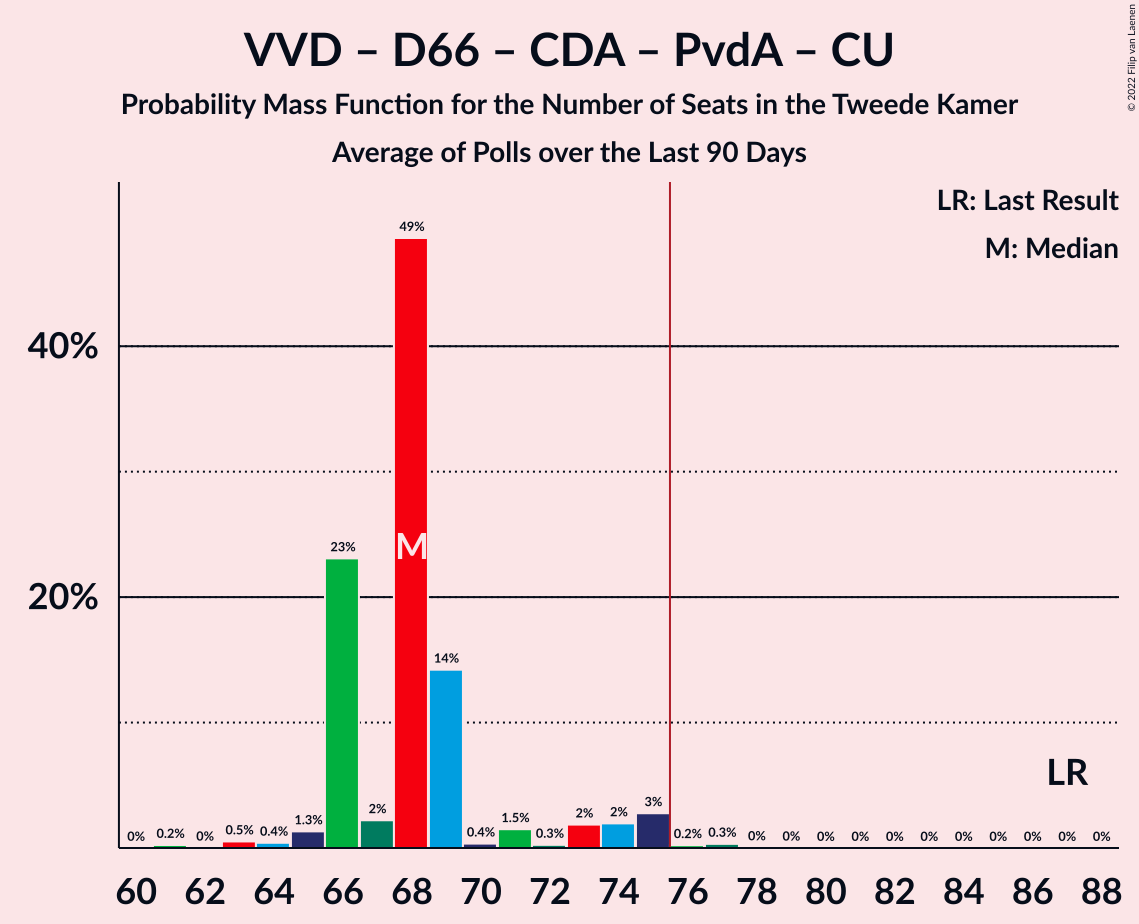 VVD – D66 – CDA – PvdA – CU
Probability Mass Function for the Number of Seats in the Tweede Kamer
Average of Polls over the Last 90 Days
© 2022 Filip van Laenen
LR: Last Result
M: Median
40%
20%
0% 0.2% 0% 0.5% 0.4% 1.3% 23% 2% 49% 14% 0.4% 1.5% 0.3% 2% 2% 3% 0.2% 0.3% 0% 0% 0% 0% 0% 0% 0% 0% 0% 0% 0%
M
LR
60 62 64 66 68 70 72 74 76 78 80 82 84 86 88